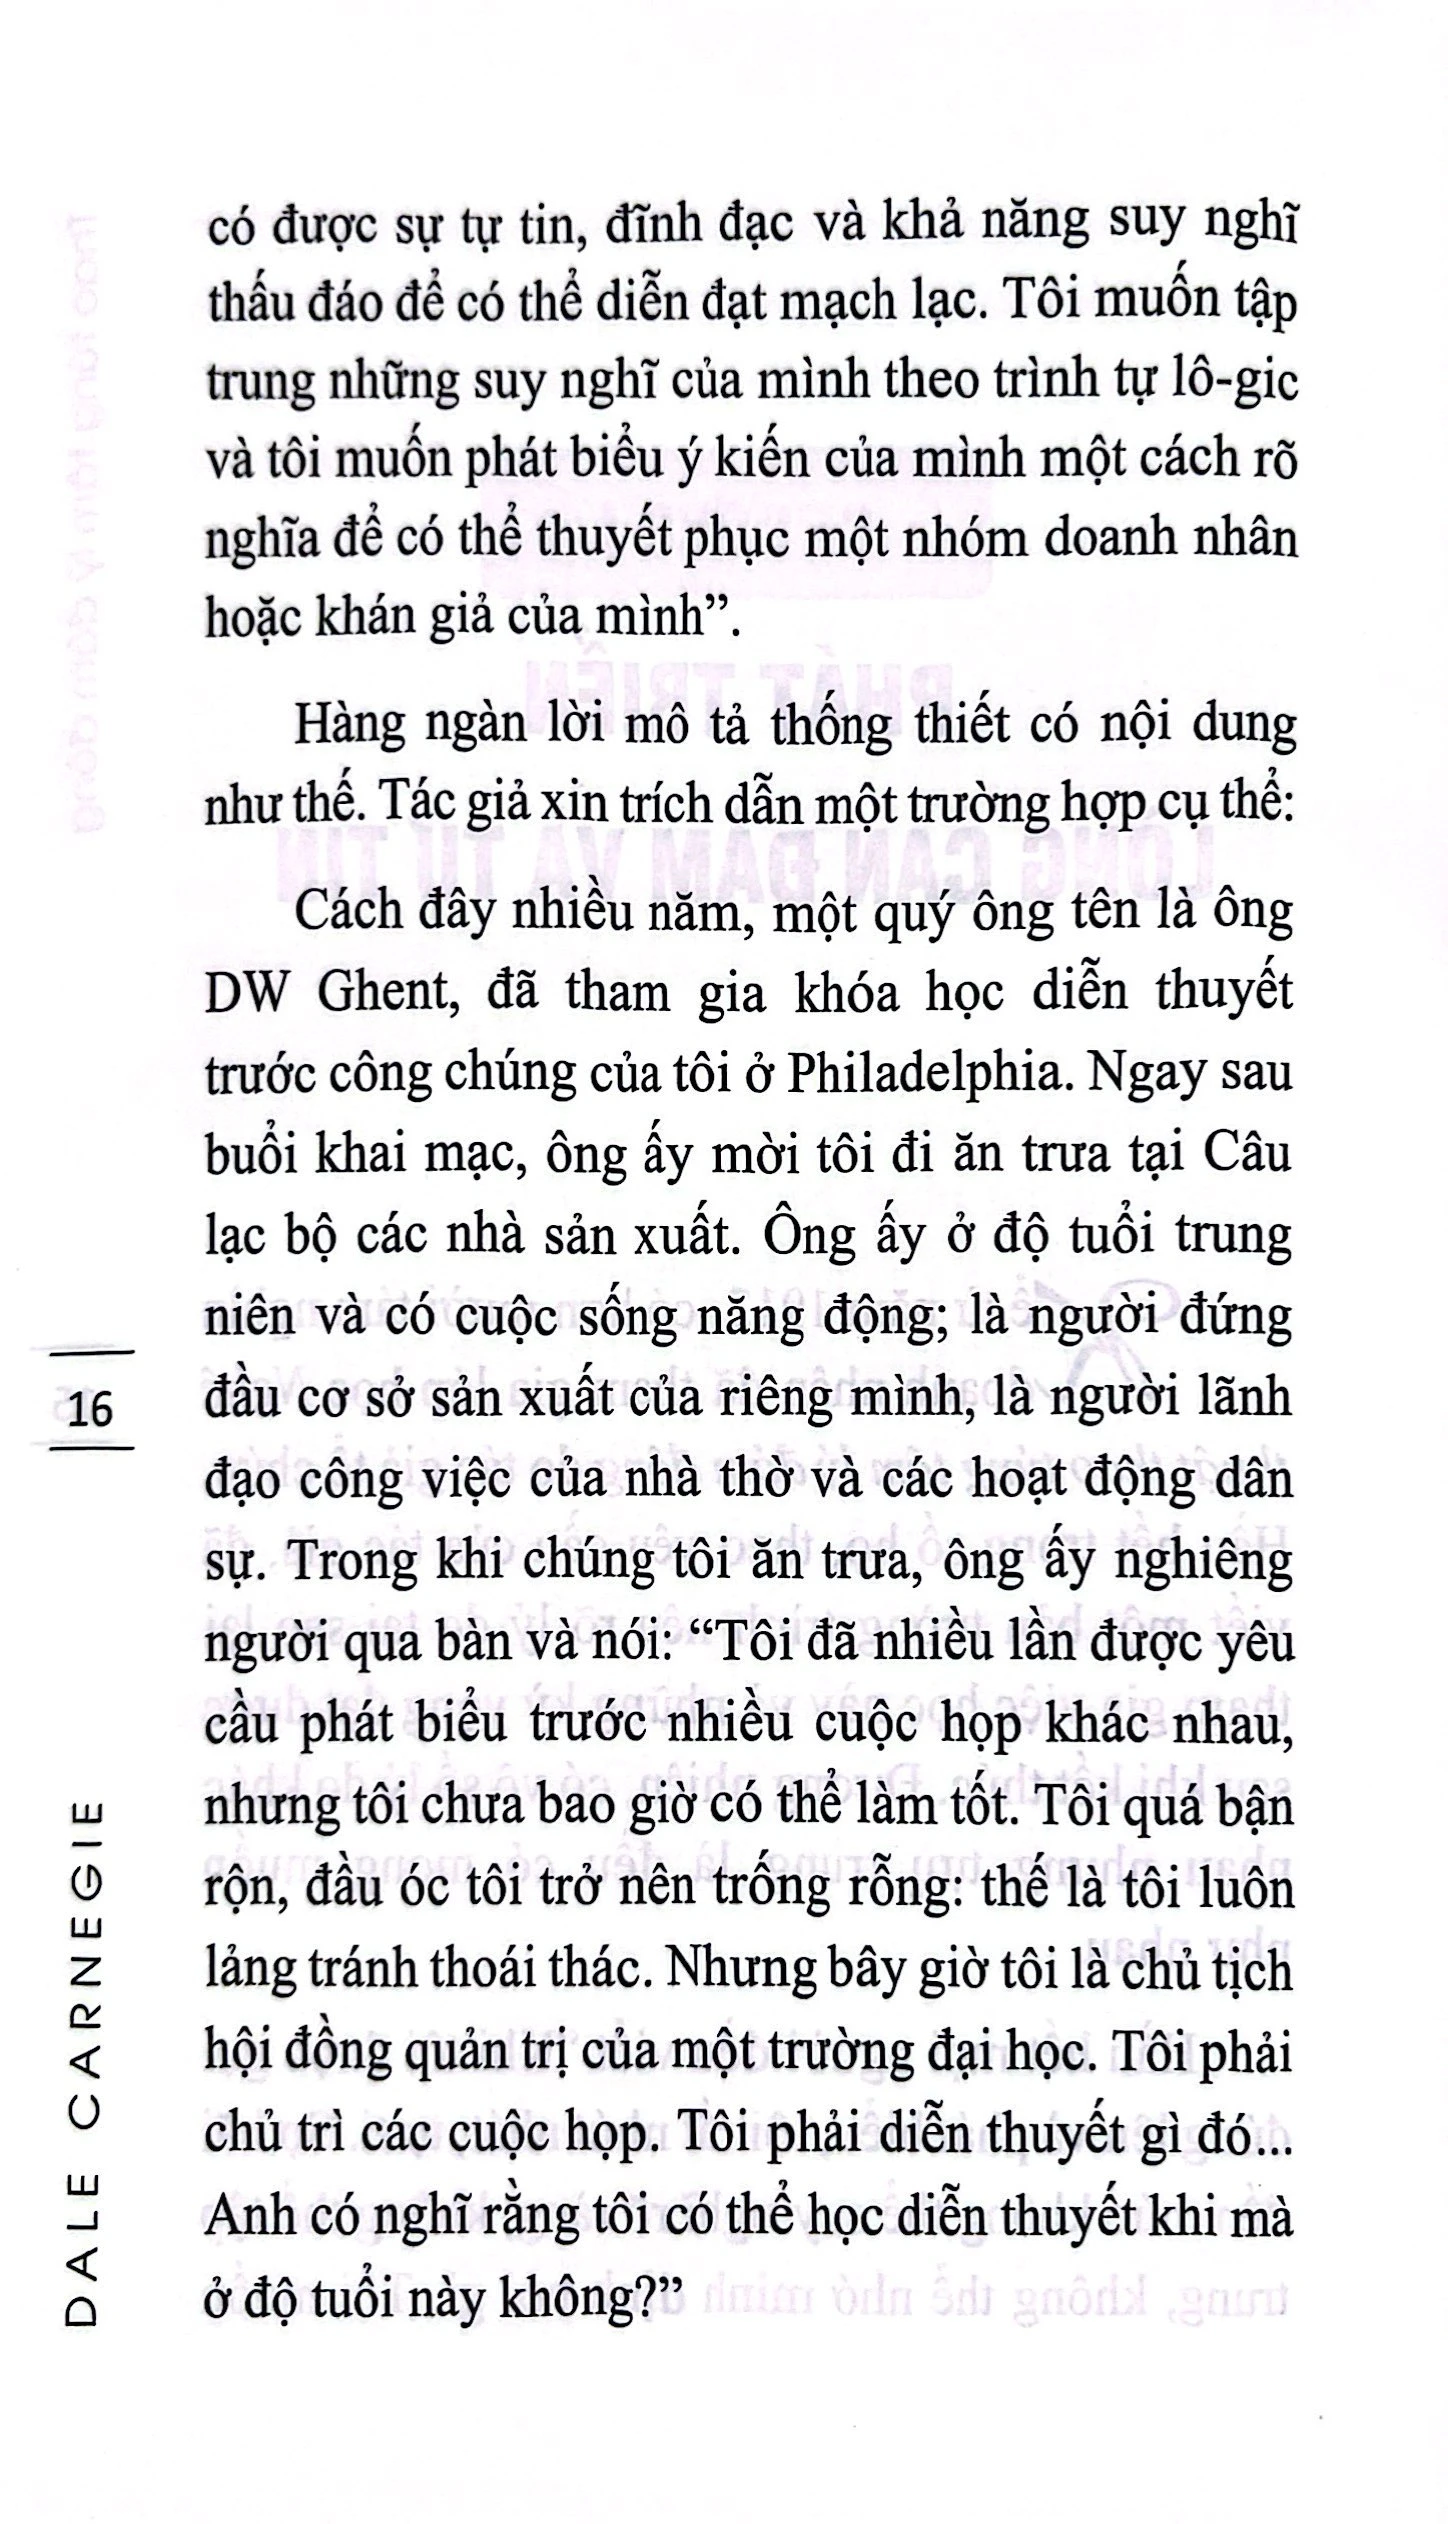 có được sự tự tin, đĩnh đạc và khả năng suy nghĩ
thấu đáo để có thể diễn đạt mạch lạc. Tôi muốn tập
trung những suy nghĩ của mình theo trình tự lô-gic
và tôi muốn phát biểu ý kiến của mình một cách rõ
nghĩa để có thể thuyết phục một nhóm doanh nhân
hoặc khán giả của mình”.
Hàng ngàn lời mô tả thống thiết có nội dung
như thế. Tác giả xin trích dẫn một trường hợp cụ thể:
Cách đây nhiều năm, một quý ông tên là ông
DW Ghent, đã tham gia khóa học diễn thuyết
trước công chúng của tôi ở Philadelphia. Ngay sau
buổi khai mạc, ông ấy mời tôi đi ăn trưa tại Câu
lạc bộ các nhà sản xuất. Ông ấy ở độ tuổi trung
niên và có cuộc sống năng động; là người đứng
đầu cơ sở sản xuất của riêng mình, là người lãnh
đạo công việc của nhà thờ và các hoạt động dân
sự. Trong khi chúng tôi ăn trưa, ông ấy nghiêng
người qua bàn và nói: “Tôi đã nhiều lần được yêu
cầu phát biểu trước nhiều cuộc họp khác nhau,
nhưng tôi chưa bao giờ có thể làm tốt. Tôi quá bận
rộn, đầu óc tôi trở nên trống rỗng: thế là tôi luôn
lảng tránh thoái thác. Nhưng bây giờ tôi là chủ tịch
hội đồng quản trị của một trường đại học. Tôi phải
chủ trì các cuộc họp. Tôi phải diễn thuyết gì đó...
Anh có nghĩ rằng tôi có thể học diễn thuyết khi mà
ở độ tuổi này không?”
16
DALE CARNEGIE